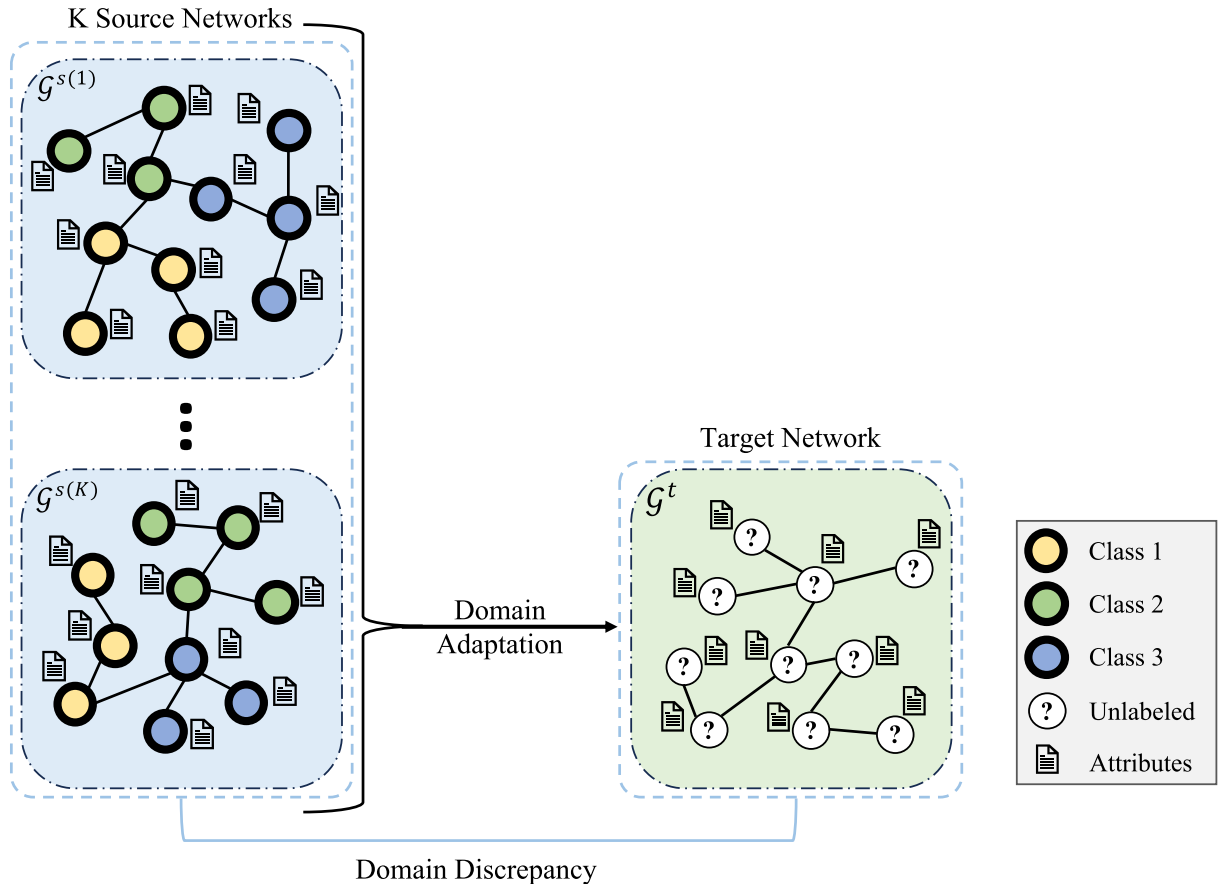 K Source Networks
𝒢^{s(1)}
𝒢^{s(K)}
Domain
Adaptation
Target Network
𝒢^t
?
?
?
?
?
?
?
?
?
?
Class 1
Class 2
Class 3
? Unlabeled
Attributes
Domain Discrepancy